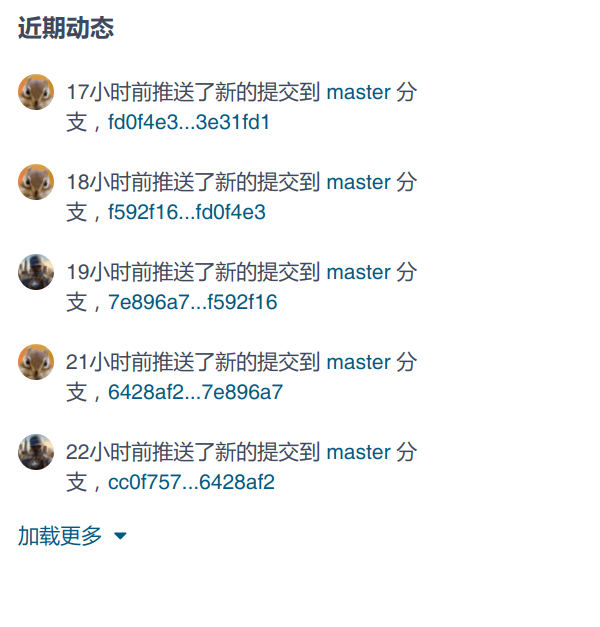 近期动态
17小时前推送了新的提交到 master 分
支，fd0f4e3...3e31fd1
18小时前推送了新的提交到 master 分
支，f592f16...fd0f4e3
19小时前推送了新的提交到 master 分
支，7e896a7...f592f16
21小时前推送了新的提交到 master 分
支，6428af2...7e896a7
22小时前推送了新的提交到 master 分
支，cc0f757...6428af2
加载更多